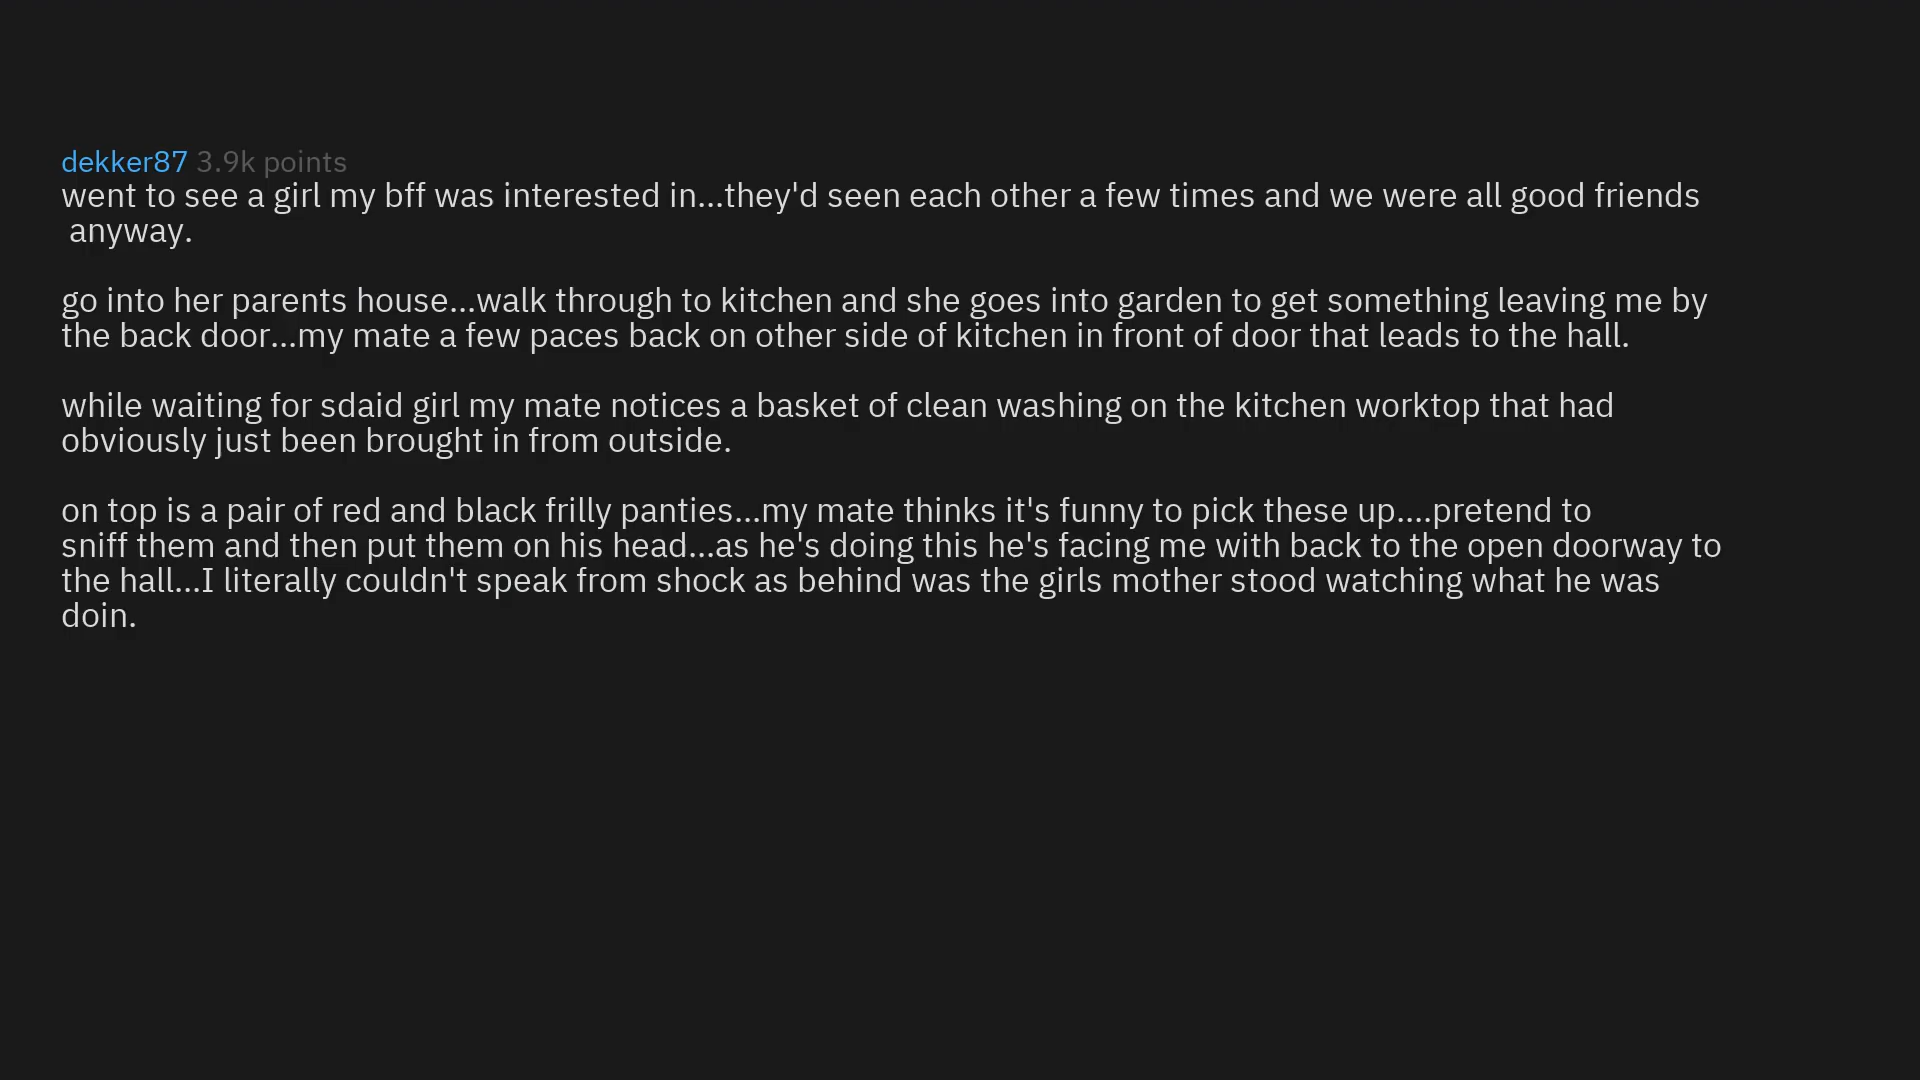 dekker87 3.9k points
went to see a girl my bff was interested in...they'd seen each other a few times and we were all good friends
anyway.
go into her parents house...walk through to kitchen and she goes into garden to get something leaving me by
the back door...my mate a few paces back on other side of kitchen in front of door that leads to the hall.
while waiting for sdaid girl my mate notices a basket of clean washing on the kitchen worktop that had
obviously just been brought in from outside.
on top is a pair of red and black frilly panties...my mate thinks it's funny to pick these up....pretend to
sniff them and then put them on his head...as he's doing this he's facing me with back to the open doorway to
the hall...I literally couldn't speak from shock as behind was the girls mother stood watching what he was
doin.